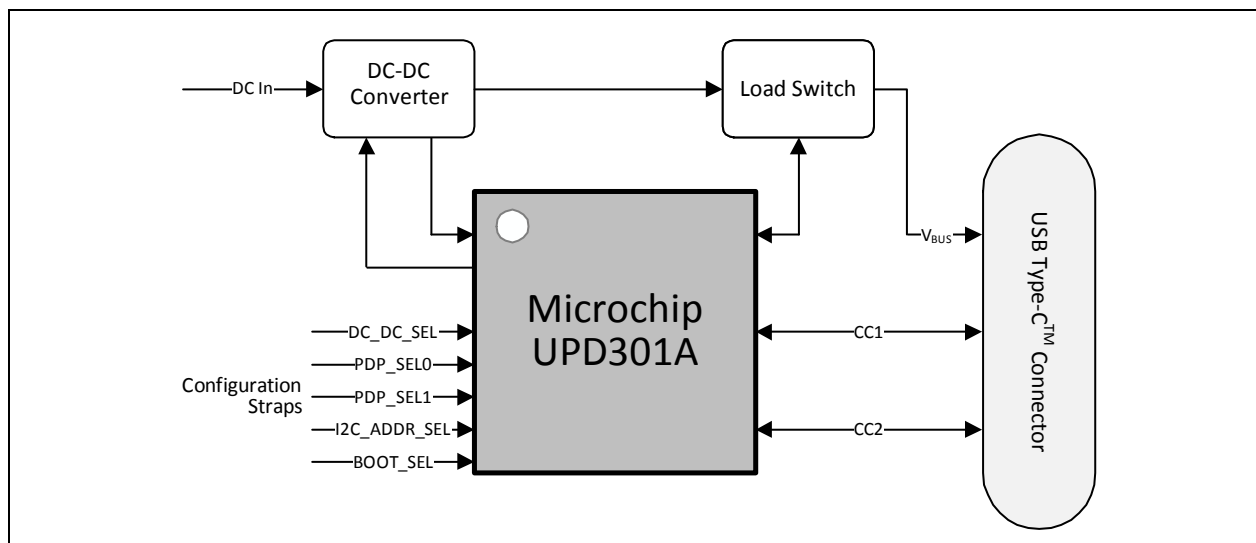 DC In
DC-DC
Converter
Load Switch
V_BUS
Microchip
UPD301A
Configuration
Straps
DC_DC_SEL
PDP_SEL0
PDP_SEL1
I2C_ADDR_SEL
BOOT_SEL
CC1
CC2
USB Type-C™ Connector